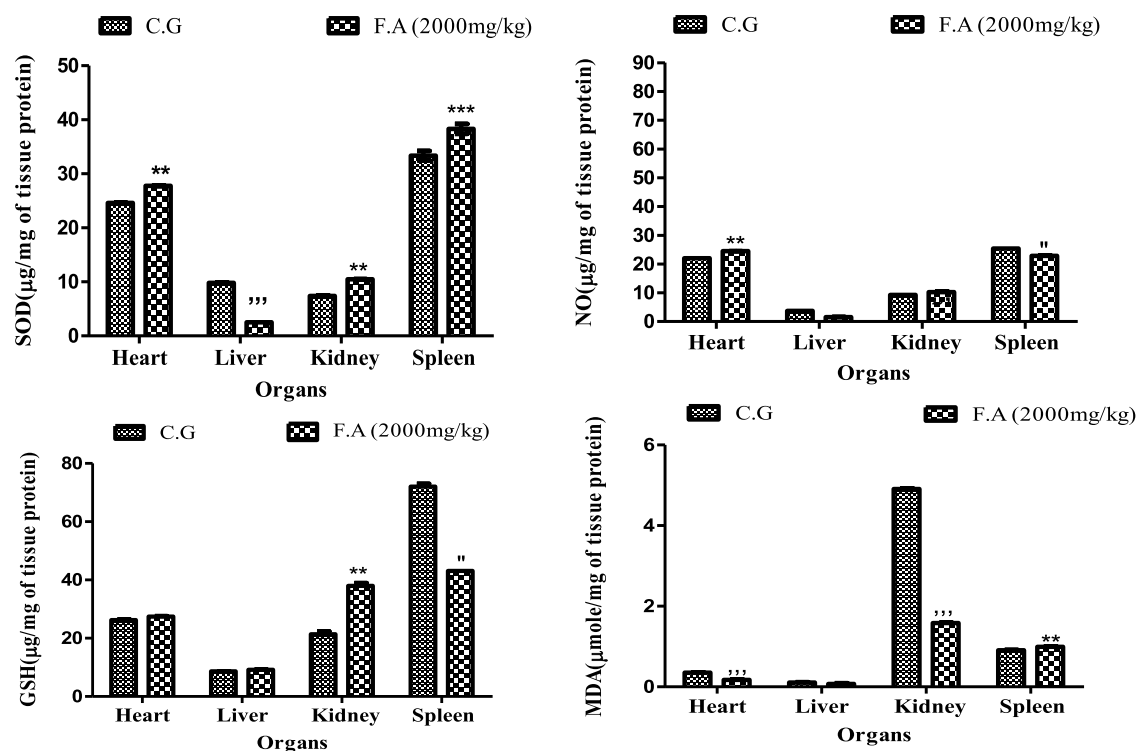 C.G F.A (2000mg/kg)
SOD(μg/mg of tissue protein)
50
40
30
20
10
0
***
**
**
,,,
Heart Liver Kidney Spleen
Organs
C.G F.A (2000mg/kg)
NO(μg/mg of tissue protein)
90
80
70
60
50
40
30
20
10
0
**
"
Heart Liver Kidney Spleen
Organs
C.G F.A (2000mg/kg)
GSH(μg/mg of tissue protein)
80
60
40
20
0
**
"
Heart Liver Kidney Spleen
Organs
C.G F.A (2000mg/kg)
MDA(μmole/mg of tissue protein)
6
4
2
0
,,,
,,,
**
Heart Liver Kidney Spleen
Organs